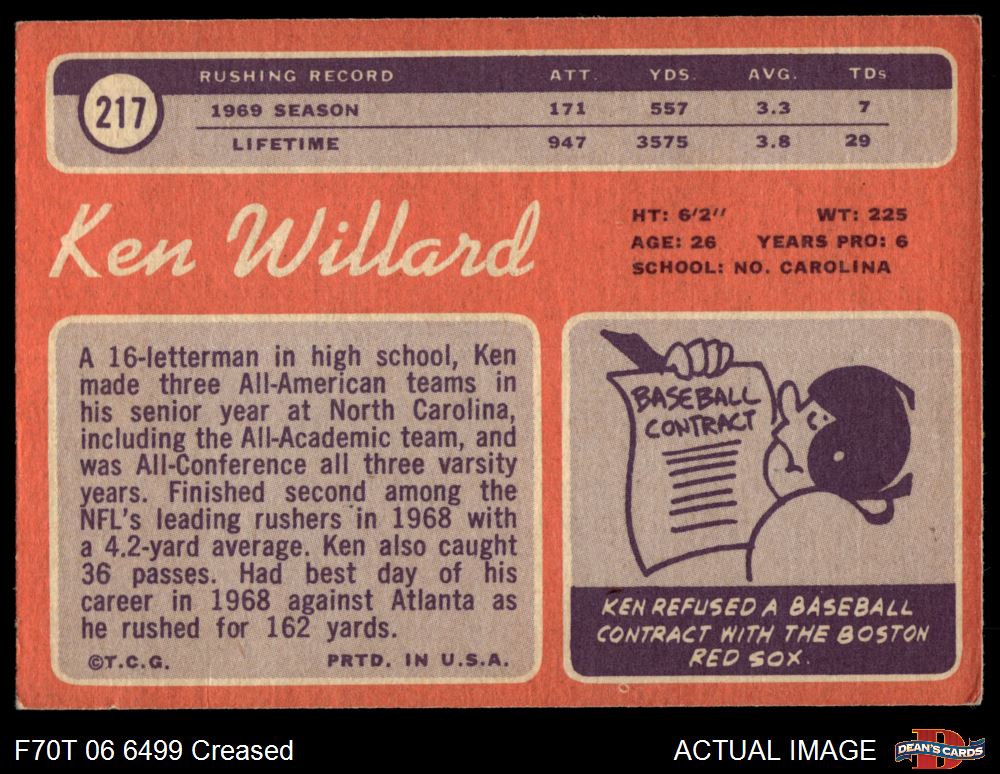 217
RUSHING RECORD ATT. YDS. AVG. TDs
1969 SEASON 171 557 3.3 7
LIFETIME 947 3575 3.8 29
Ken Willard
HT: 6'2" WT: 225
AGE: 26 YEARS PRO: 6
SCHOOL: NO. CAROLINA
A 16-letterman in high school, Ken
made three All-American teams in
his senior year at North Carolina,
including the All-Academic team, and
was All-Conference all three varsity
years. Finished second among the
NFL's leading rushers in 1968 with
a 4.2-yard average. Ken also caught
36 passes. Had best day of his
career in 1968 against Atlanta as
he rushed for 162 yards.
©T.C.G. PRTD. IN U.S.A.
BASEBALL
CONTRACT
KEN REFUSED A BASEBALL
CONTRACT WITH THE BOSTON
RED SOX.
F70T 06 6499 Creased
ACTUAL IMAGE
D
DEAN'S CARDS